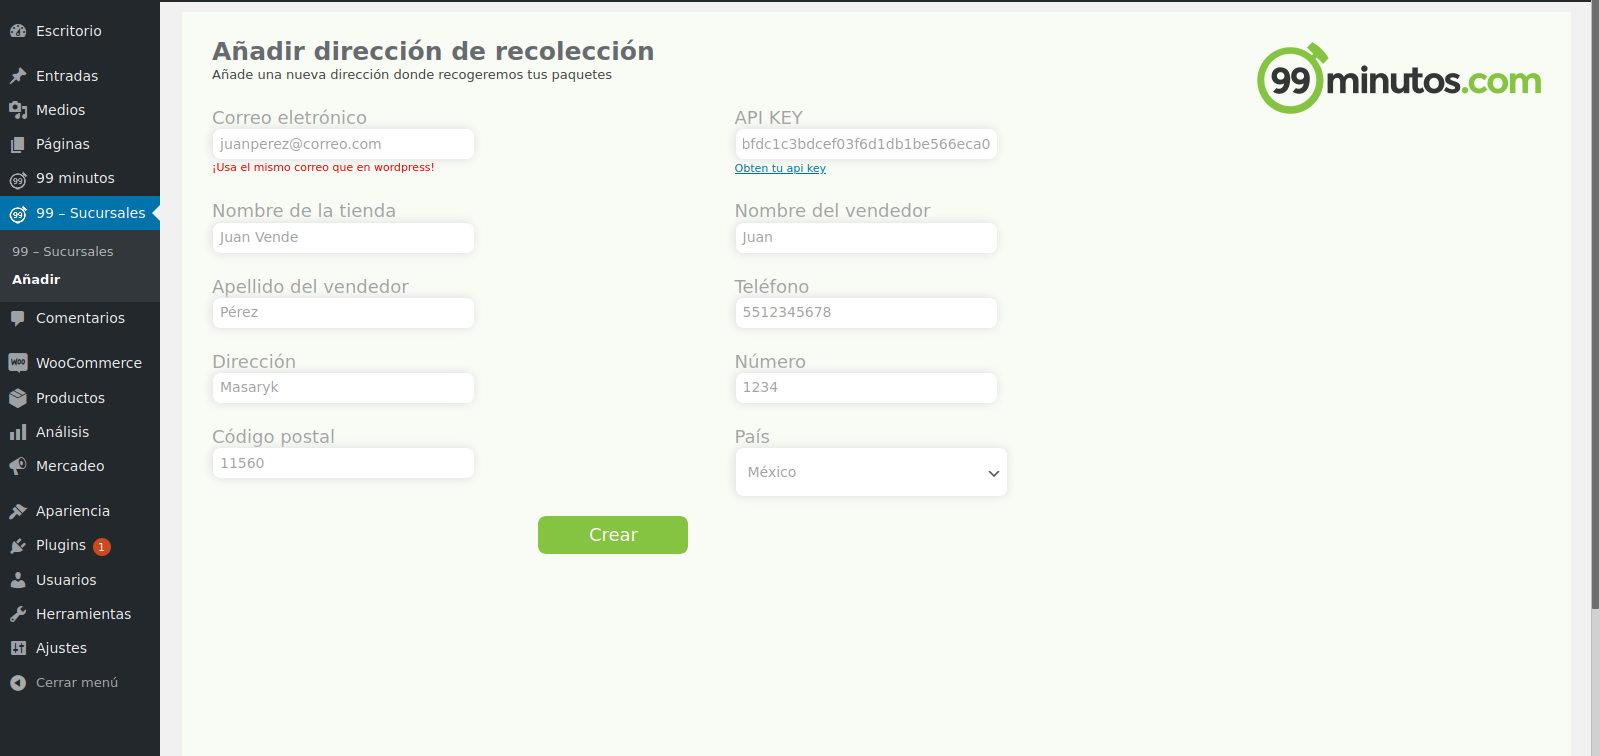 Escritorio
Entradas
Medios
Páginas
99 minutos
99 – Sucursales
99 – Sucursales
Añadir
Comentarios
WooCommerce
Productos
Análisis
Mercadeo
Apariencia
Plugins 1
Usuarios
Herramientas
Ajustes
Cerrar menú
Añadir dirección de recolección
Añade una nueva dirección donde recogeremos tus paquetes
99minutos.com
Correo eletrónico
juanperez@correo.com
¡Usa el mismo correo que en wordpress!
API KEY
bfdc1c3bdcef03f6d1db1be566eca0
Obten tu api key
Nombre de la tienda
Juan Vende
Nombre del vendedor
Juan
Apellido del vendedor
Pérez
Teléfono
5512345678
Dirección
Masaryk
Número
1234
Código postal
11560
País
México
Crear